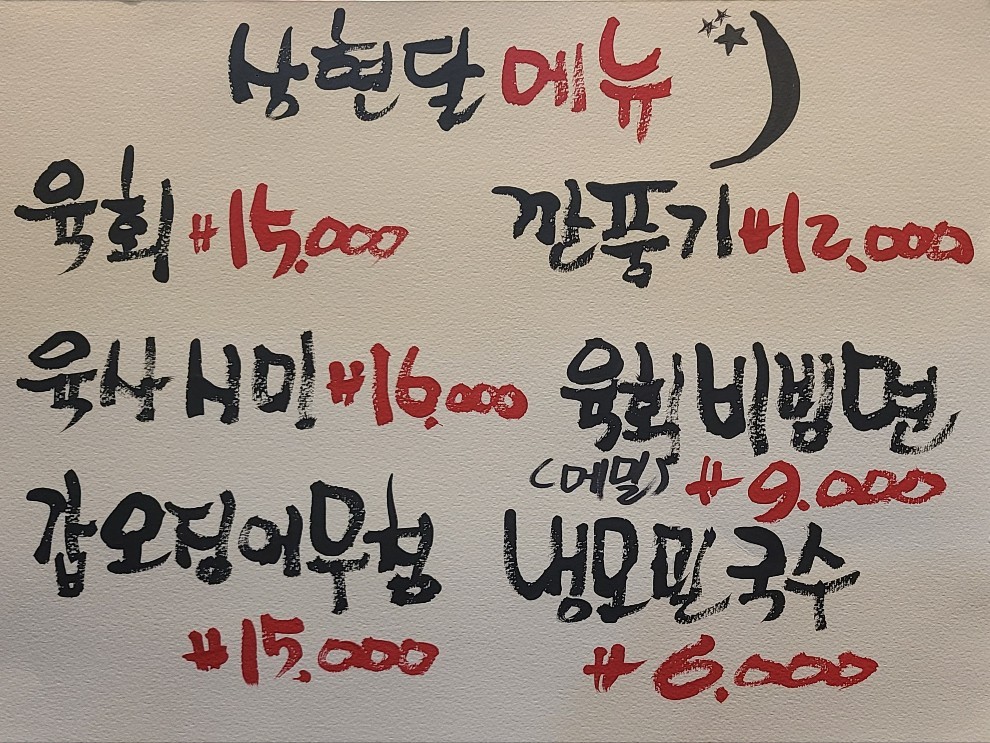 상현달 메뉴
육회 ₩15.000
깐풍기 ₩12,000
육사시미 ₩16.000
육회비빔면
(메밀) ₩9.000
갑오징어무침
₩15.000
냉모밀국수
₩6.000